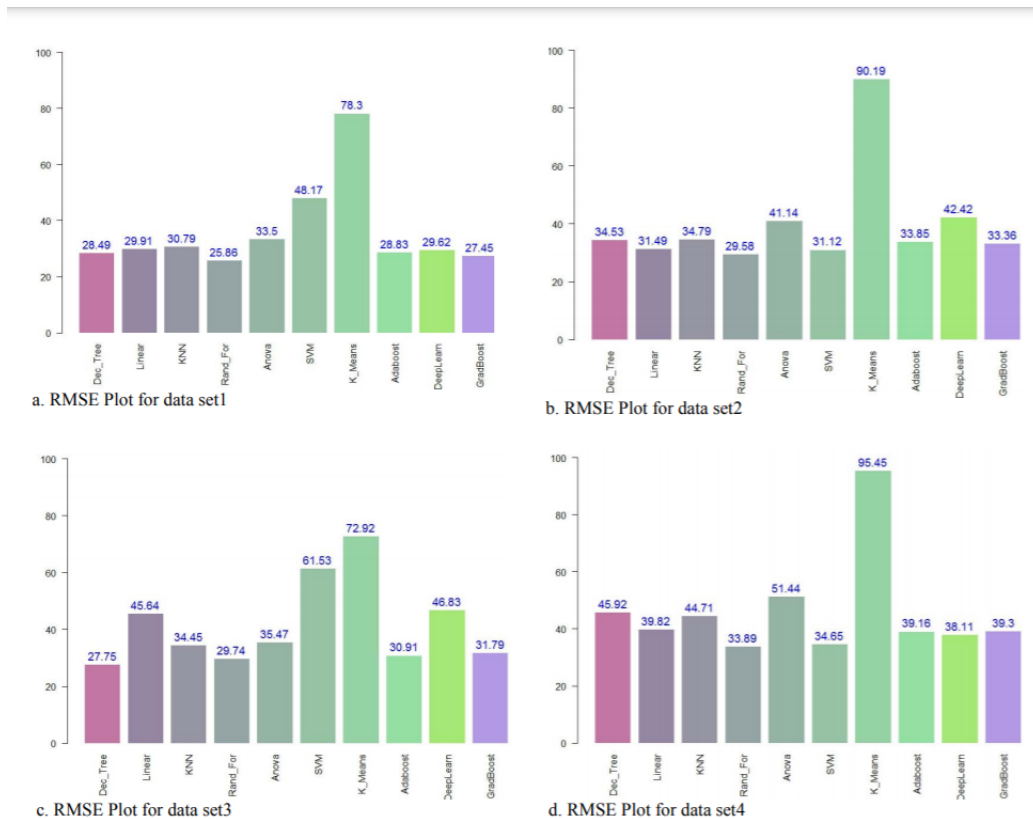 100
80
60
40
20
0
28.49
29.91
30.79
25.86
33.5
48.17
78.3
28.83
29.62
27.45
Dec_Tree
Linear
KNN
Rand_For
Anova
SVM
K_Means
Adaboost
DeepLearn
GradBoost
a. RMSE Plot for data set1
100
80
60
40
20
0
34.53
31.49
34.79
29.58
41.14
31.12
90.19
33.85
42.42
33.36
Dec_Tree
Linear
KNN
Rand_For
Anova
SVM
K_Means
Adaboost
DeepLearn
GradBoost
b. RMSE Plot for data set2
100
80
60
40
20
0
27.75
45.64
34.45
29.74
35.47
61.53
72.92
30.91
46.83
31.79
Dec_Tree
Linear
KNN
Rand_For
Anova
SVM
K_Means
Adaboost
DeepLearn
GradBoost
c. RMSE Plot for data set3
100
80
60
40
20
0
45.92
39.82
44.71
33.89
51.44
34.65
95.45
39.16
38.11
39.3
Dec_Tree
Linear
KNN
Rand_For
Anova
SVM
K_Means
Adaboost
DeepLearn
GradBoost
d. RMSE Plot for data set4